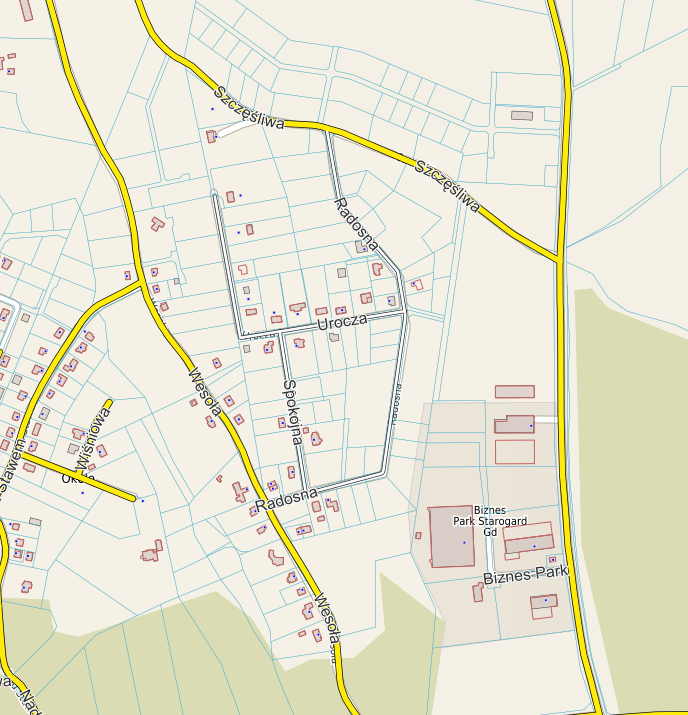 Szczęśliwa
Szczęśliwa
Radosna
Urocza
Wesoła
Spokojna
Radosna
Wiśniowa
Radosna
Biznes
Park Starogard
Gd
Biznes Park
Wesoła